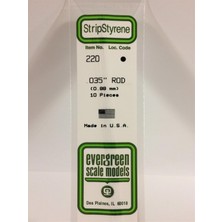 StripStyrene
Item No. Loc. Code
220
.035" ROD
(0.88 mm)
10 Pieces
Made in U.S.A.
evergreen
scale models
Des Plaines, IL 60018